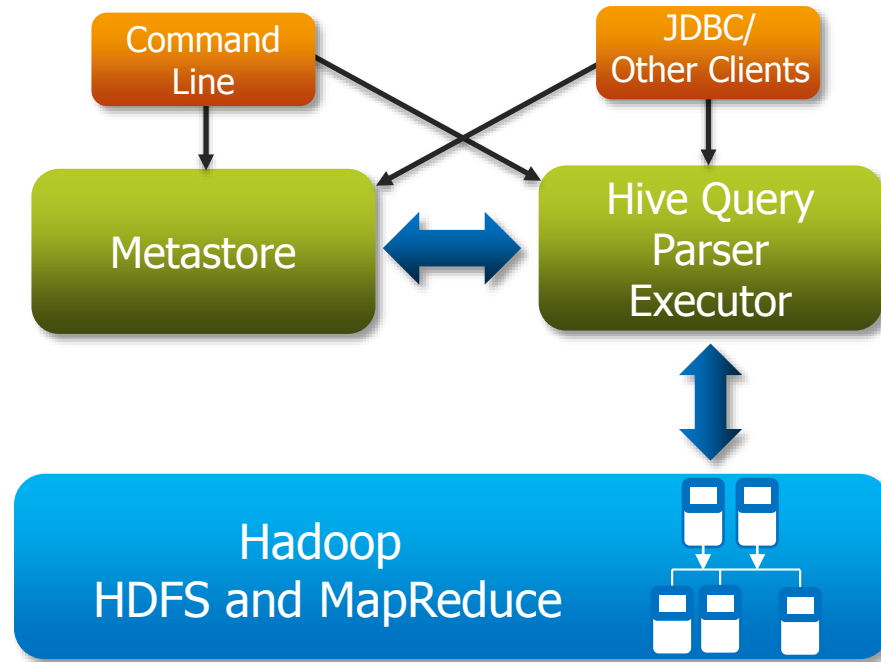 Command
Line
JDBC/
Other Clients
Metastore
Hive Query
Parser
Executor
Hadoop
HDFS and MapReduce